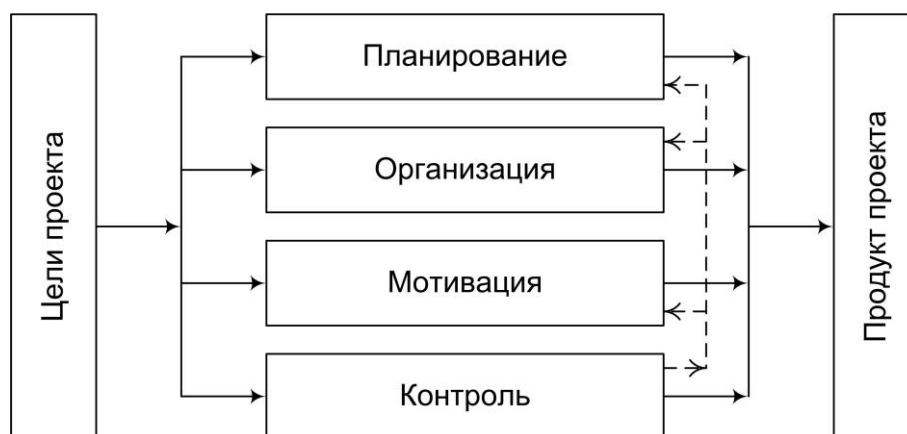 Цели проекта
Планирование
Организация
Мотивация
Контроль
Продукт проекта